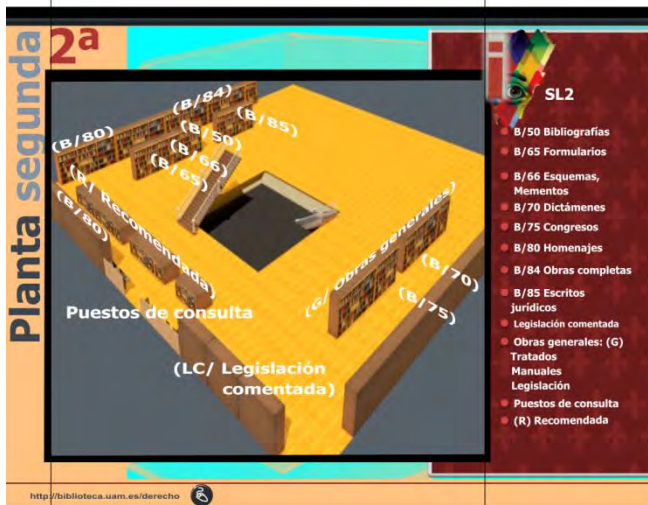 Planta segunda
2ª
(B/84)
(B/80)
(B/85)
(B/50)
(B/66)
(B/65)
(R/ Recomendada)
(B/80)
(G/ Obras generales)
(B/70)
(B/75)
Puestos de consulta
(LC/ Legislación
comentada)
SL2
B/50 Bibliografías
B/65 Formularios
B/66 Esquemas,
Mementos
B/70 Dictámenes
B/75 Congresos
B/80 Homenajes
B/84 Obras completas
B/85 Escritos
jurídicos
Legislación comentada
Obras generales: (G)
Tratados
Manuales
Legislación
Puestos de consulta
(R) Recomendada
http://biblioteca.uam.es/derecho